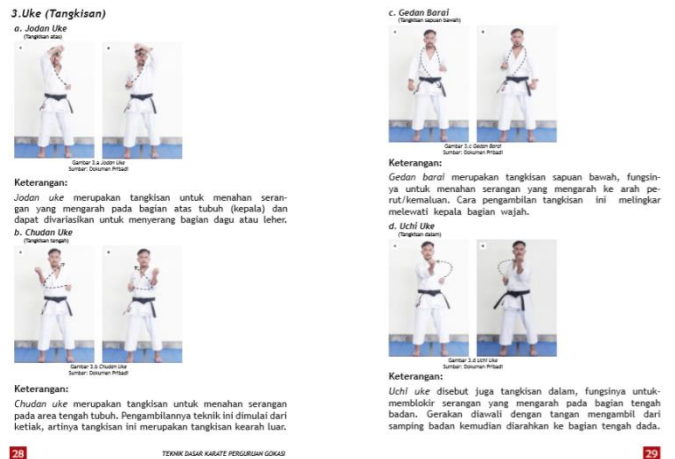 3.Uke (Tangkisan)
a. Jodan Uke
(Tangkisan atas)
Gambar 3.a Jodan Uke
Sumber: Dokumen Pribadi
Keterangan:
Jodan uke merupakan tangkisan untuk menahan seran-
gan yang mengarah pada bagian atas tubuh (kepala) dan
dapat divariasikan untuk menyerang bagian dagu atau leher.
b. Chudan Uke
(Tangkisan tengah)
Gambar 3.b Chudan Uke
Sumber: Dokumen Pribadi
Keterangan:
Chudan uke merupakan tangkisan untuk menahan serangan
pada area tengah tubuh. Pengambilannya teknik ini dimulai dari
ketiak, artinya tangkisan ini merupakan tangkisan kearah luar.
28
TEKNIK DASAR KARATE PERGURUAN GOKASI
c. Gedan Barai
(Tangkisan sapuan bawah)
Gambar 3.c Gedan Barai
Sumber: Dokumen Pribadi
Keterangan:
Gedan barai merupakan tangkisan sapuan bawah, fungsin-
ya untuk menahan serangan yang mengarah ke arah pe-
rut/kemaluan. Cara pengambilan tangkisan ini melingkar
melewati kepala bagian wajah.
d. Uchi Uke
(Tangkisan dalam)
Gambar 3.d Uchi Uke
Sumber: Dokumen Pribadi
Keterangan:
Uchi uke disebut juga tangkisan dalam, fungsinya untuk-
memblokir serangan yang mengarah pada bagian tengah
badan. Gerakan diawali dengan tangan mengambil dari
samping badan kemudian diarahkan ke bagian tengah dada.
29